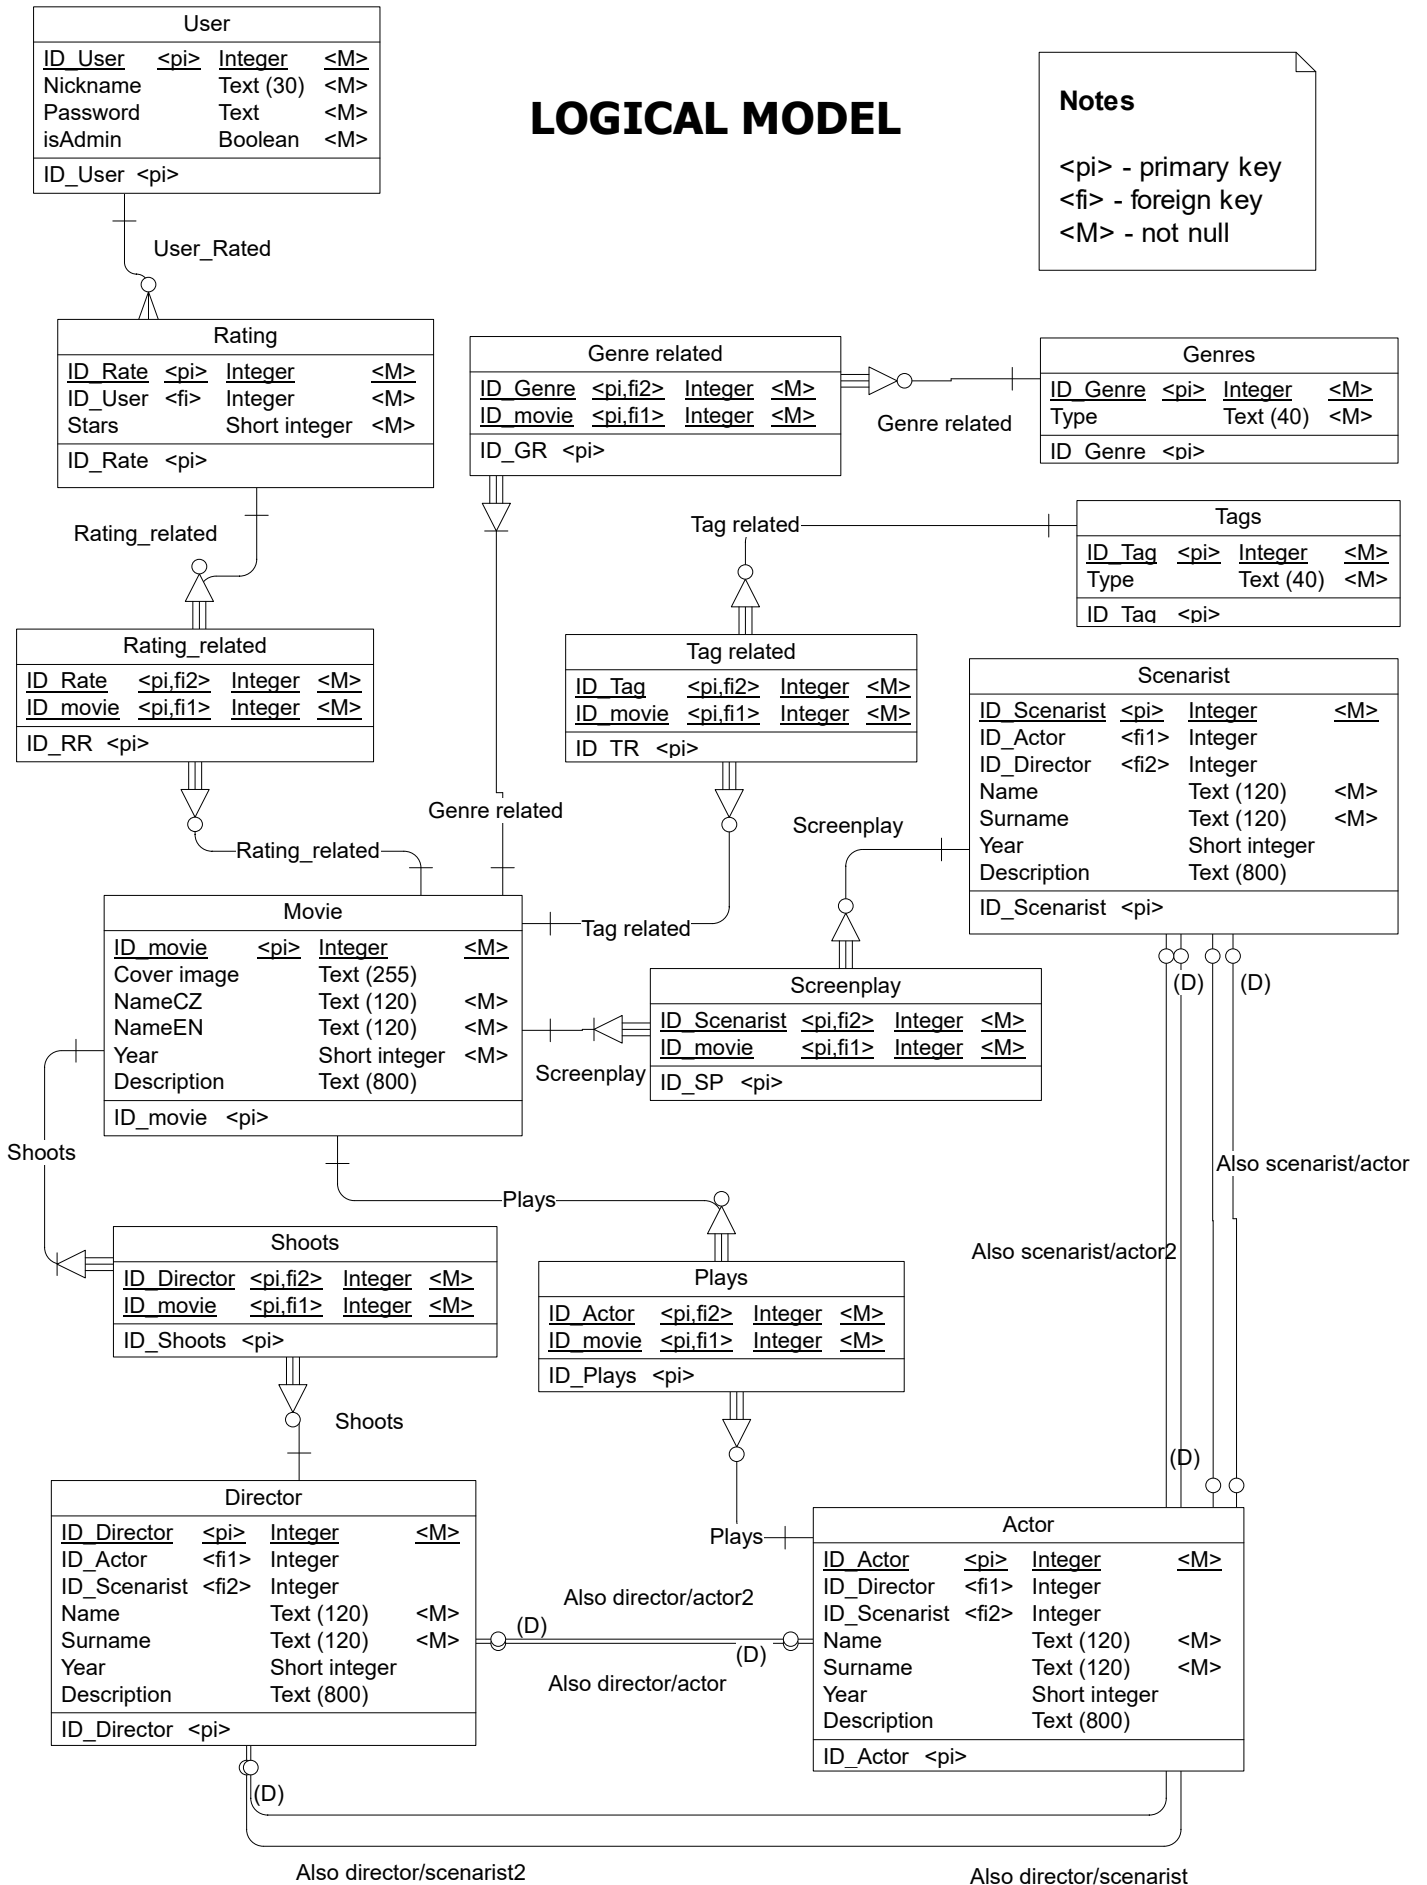 User
ID_User <pi> Integer <M>
Nickname Text (30) <M>
Password Text <M>
isAdmin Boolean <M>
ID_User <pi>
LOGICAL MODEL
Notes
<pi> - primary key
<fi> - foreign key
<M> - not null
User_Rated
Rating
ID_Rate <pi> Integer <M>
ID_User <fi> Integer <M>
Stars Short integer <M>
ID_Rate <pi>
Genre related
ID_Genre <pi,fi2> Integer <M>
ID_movie <pi,fi1> Integer <M>
ID_GR <pi>
Genre related
Genres
ID_Genre <pi> Integer <M>
Type Text (40) <M>
ID_Genre <pi>
Rating_related
Tag related
Tags
ID_Tag <pi> Integer <M>
Type Text (40) <M>
ID_Tag <pi>
Rating_related
ID_Rate <pi,fi2> Integer <M>
ID_movie <pi,fi1> Integer <M>
ID_RR <pi>
Tag related
ID_Tag <pi,fi2> Integer <M>
ID_movie <pi,fi1> Integer <M>
ID_TR <pi>
Scenarist
ID_Scenarist <pi> Integer <M>
ID_Actor <fi1> Integer
ID_Director <fi2> Integer
Name Text (120) <M>
Surname Text (120) <M>
Year Short integer
Description Text (800)
ID_Scenarist <pi>
Genre related
Screenplay
Rating_related
Tag related
Movie
ID_movie <pi> Integer <M>
Cover image Text (255)
NameCZ Text (120) <M>
NameEN Text (120) <M>
Year Short integer <M>
Description Text (800)
ID_movie <pi>
Screenplay
ID_Scenarist <pi,fi2> Integer <M>
ID_movie <pi,fi1> Integer <M>
ID_SP <pi>
Screenplay
(D)
(D)
Shoots
Also scenarist/actor
Plays
Also scenarist/actor2
Shoots
ID_Director <pi,fi2> Integer <M>
ID_movie <pi,fi1> Integer <M>
ID_Shoots <pi>
Plays
ID_Actor <pi,fi2> Integer <M>
ID_movie <pi,fi1> Integer <M>
ID_Plays <pi>
Shoots
(D)
Director
ID_Director <pi> Integer <M>
ID_Actor <fi1> Integer
ID_Scenarist <fi2> Integer
Name Text (120) <M>
Surname Text (120) <M>
Year Short integer
Description Text (800)
ID_Director <pi>
Plays
Also director/actor2
(D)
(D)
Also director/actor
Actor
ID_Actor <pi> Integer <M>
ID_Director <fi1> Integer
ID_Scenarist <fi2> Integer
Name Text (120) <M>
Surname Text (120) <M>
Year Short integer
Description Text (800)
ID_Actor <pi>
(D)
Also director/scenarist2
Also director/scenarist